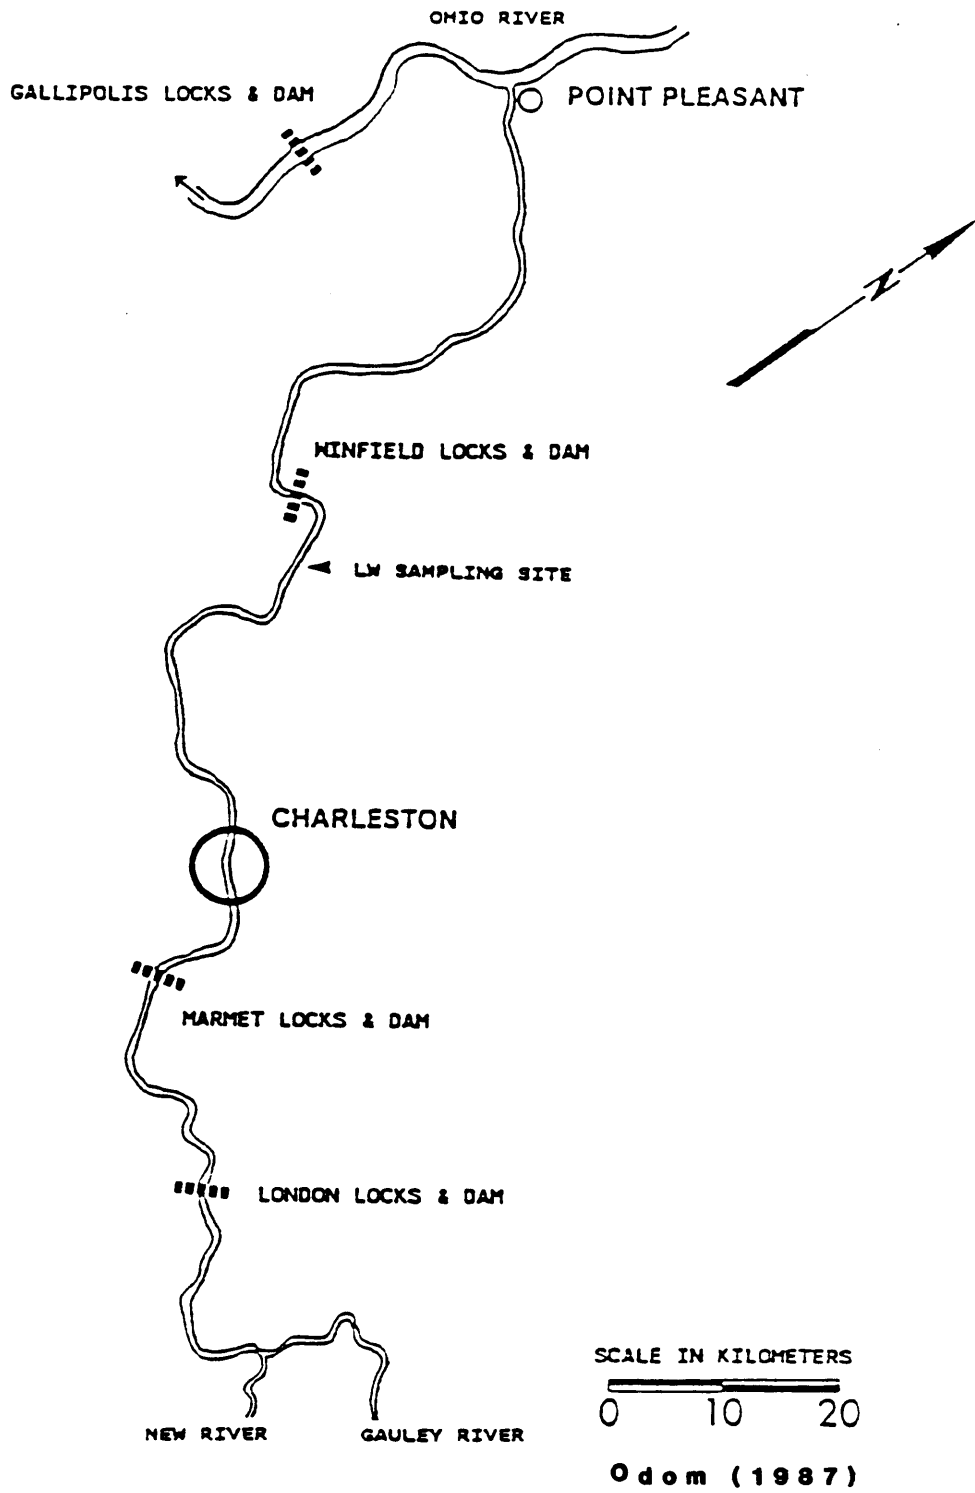 OHIO RIVER
GALLIPOLIS LOCKS & DAM
POINT PLEASANT
N
WINFIELD LOCKS & DAM
LW SAMPLING SITE
CHARLESTON
MARMET LOCKS & DAM
LONDON LOCKS & DAM
SCALE IN KILOMETERS
0 10 20
NEW RIVER
GAULEY RIVER
Odom (1987)